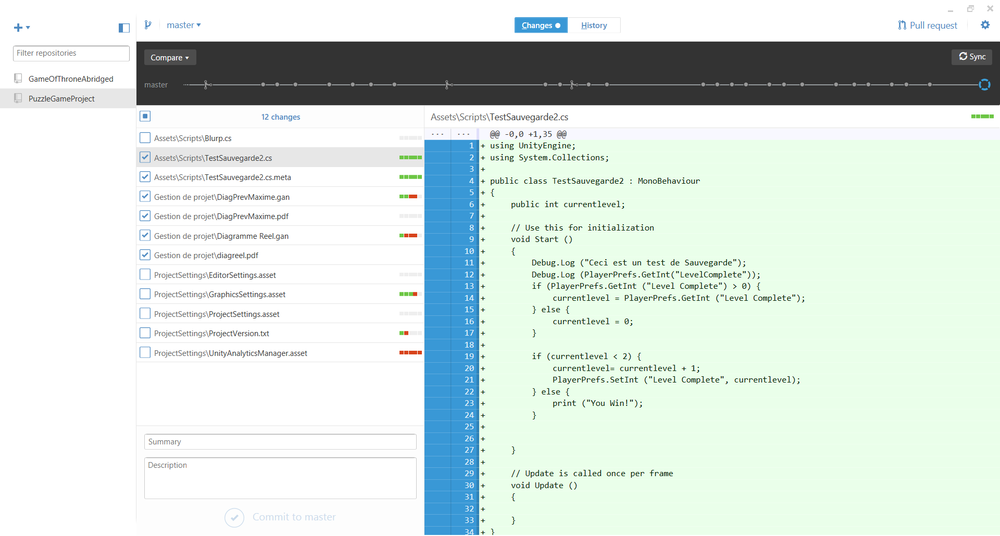 master
Changes
History
Pull request
Filter repositories
GameOfThroneAbridged
PuzzleGameProject
Compare
Sync
master
12 changes
Assets\Scripts\Blurp.cs
Assets\Scripts\TestSauvegarde2.cs
Assets\Scripts\TestSauvegarde2.cs.meta
Gestion de projet\DiagPrevMaxime.gan
Gestion de projet\DiagPrevMaxime.pdf
Gestion de projet\Diagramme Reel.gan
Gestion de projet\diagreel.pdf
ProjectSettings\EditorSettings.asset
ProjectSettings\GraphicsSettings.asset
ProjectSettings\ProjectSettings.asset
ProjectSettings\ProjectVersion.txt
ProjectSettings\UnityAnalyticsManager.asset
Summary
Description
Commit to master
Assets\Scripts\TestSauvegarde2.cs
... ... @@ -0,0 +1,35 @@
1 + using UnityEngine;
2 + using System.Collections;
3 +
4 + public class TestSauvegarde2 : MonoBehaviour
5 + {
6 +     public int currentlevel;
7 +
8 +     // Use this for initialization
9 +     void Start ()
10 +     {
11 +         Debug.Log ("Ceci est un test de Sauvegarde");
12 +         Debug.Log (PlayerPrefs.GetInt("LevelComplete"));
13 +         if (PlayerPrefs.GetInt ("Level Complete") > 0) {
14 +             currentlevel = PlayerPrefs.GetInt ("Level Complete");
15 +         } else {
16 +             currentlevel = 0;
17 +         }
18 +
19 +         if (currentlevel < 2) {
20 +             currentlevel= currentlevel + 1;
21 +             PlayerPrefs.SetInt ("Level Complete", currentlevel);
22 +         } else {
23 +             print ("You Win!");
24 +         }
25 +
26 +
27 +     }
28 +
29 +     // Update is called once per frame
30 +     void Update ()
31 +     {
32 +
33 +     }
34 + }